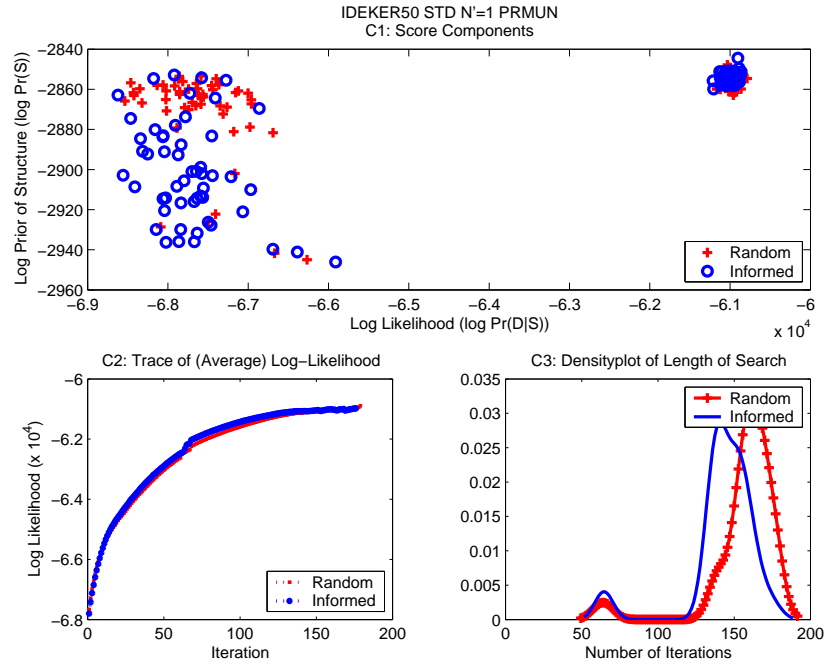 IDEKER50 STD N'=1 PRMUN
C1: Score Components
Log Prior of Structure (log Pr(S))
−2840
−2860
−2880
−2900
−2920
−2940
−2960
−6.9
−6.8
−6.7
−6.6
−6.5
−6.4
−6.3
−6.2
−6.1
−6
Log Likelihood (log Pr(D|S))
x 10^4
Random
Informed
C2: Trace of (Average) Log−Likelihood
Log Likelihood (x 10^4)
−6
−6.2
−6.4
−6.6
−6.8
0
50
100
150
200
Iteration
Random
Informed
C3: Densityplot of Length of Search
0.035
0.03
0.025
0.02
0.015
0.01
0.005
0
0
50
100
150
200
Number of Iterations
Random
Informed